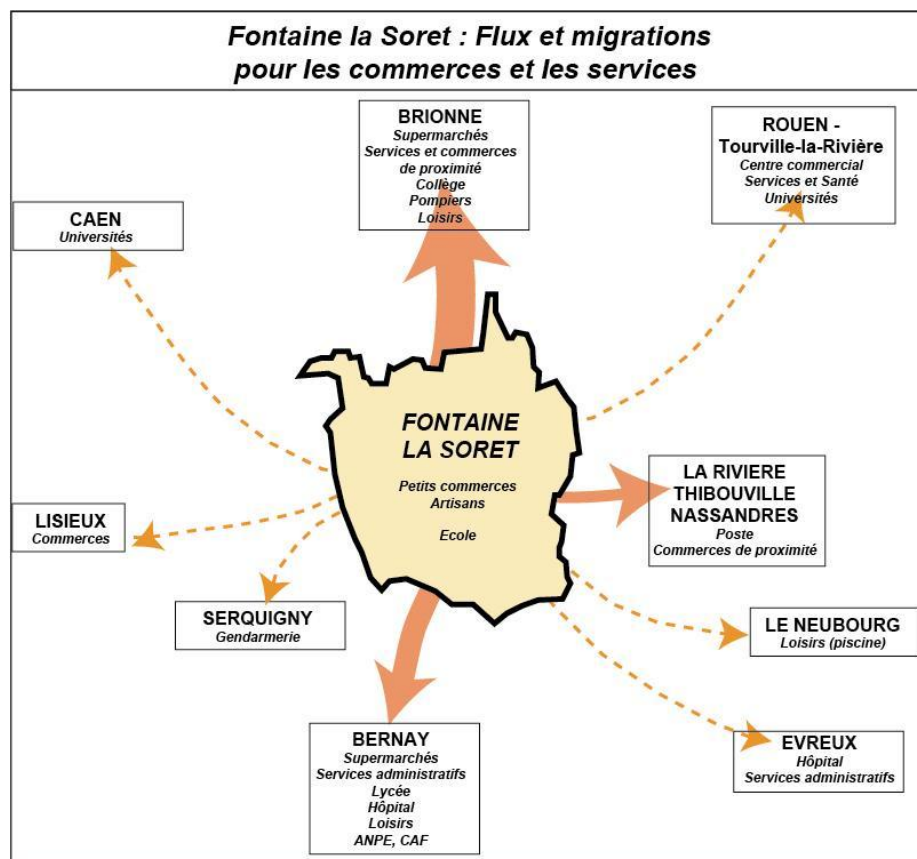 Fontaine la Soret : Flux et migrations
pour les commerces et les services
BRIONNE
Supermarchés
Services et commerces
de proximité
Collège
Pompiers
Loisirs
ROUEN -
Tourville-la-Rivière
Centre commercial
Services et Santé
Universités
CAEN
Universités
FONTAINE
LA SORET
Petits commerces
Artisans
Ecole
LA RIVIERE
THIBOUVILLE
NASSANDRES
Poste
Commerces de proximité
LISIEUX
Commerces
SERQUIGNY
Gendarmerie
LE NEUBOURG
Loisirs (piscine)
BERNAY
Supermarchés
Services administratifs
Lycée
Hôpital
Loisirs
ANPE, CAF
EVREUX
Hôpital
Services administratifs